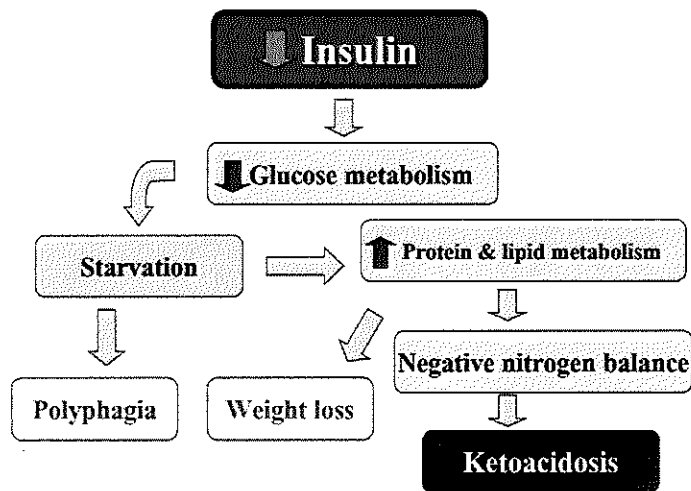 Insulin
Glucose metabolism
Starvation
Protein & lipid metabolism
Polyphagia
Weight loss
Negative nitrogen balance
Ketoacidosis